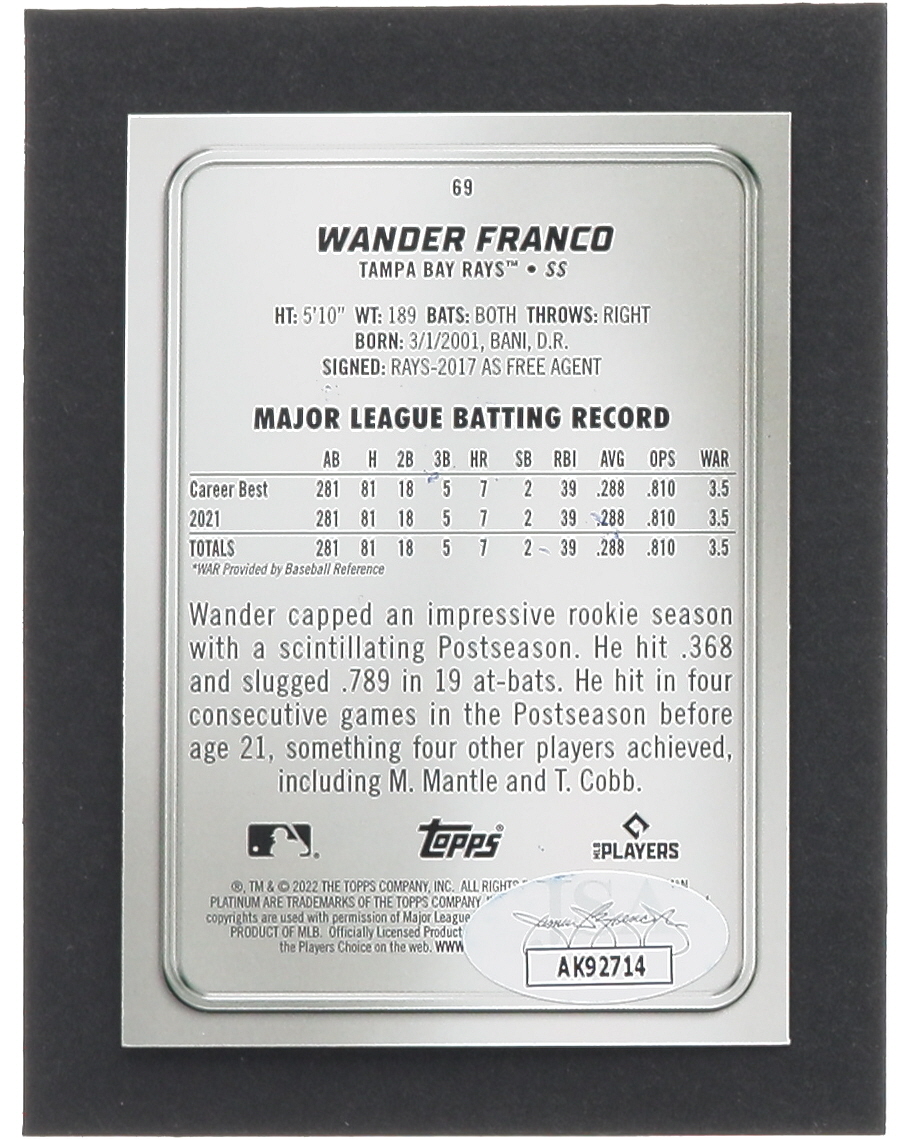 69
WANDER FRANCO
TAMPA BAY RAYS™ • SS
HT: 5'10" WT: 189 BATS: BOTH THROWS: RIGHT
BORN: 3/1/2001, BANI, D.R.
SIGNED: RAYS-2017 AS FREE AGENT
MAJOR LEAGUE BATTING RECORD
AB H 2B 3B HR SB RBI AVG OPS WAR
Career Best 281 81 18 5 7 2 39 .288 .810 3.5
2021 281 81 18 5 7 2 39 .288 .810 3.5
TOTALS 281 81 18 5 7 2 39 .288 .810 3.5
*WAR Provided by Baseball Reference
Wander capped an impressive rookie season
with a scintillating Postseason. He hit .368
and slugged .789 in 19 at-bats. He hit in four
consecutive games in the Postseason before
age 21, something four other players achieved,
including M. Mantle and T. Cobb.
topps® MLB PLAYERS
®, TM & © 2022 THE TOPPS COMPANY, INC. ALL RIGHTS
PLATINUM ARE TRADEMARKS OF THE TOPPS COMPANY
copyrights are used with permission of Major League
PRODUCT OF MLB. Officially Licensed Product
the Players Choice on the web. WWW
JSA
AK92714